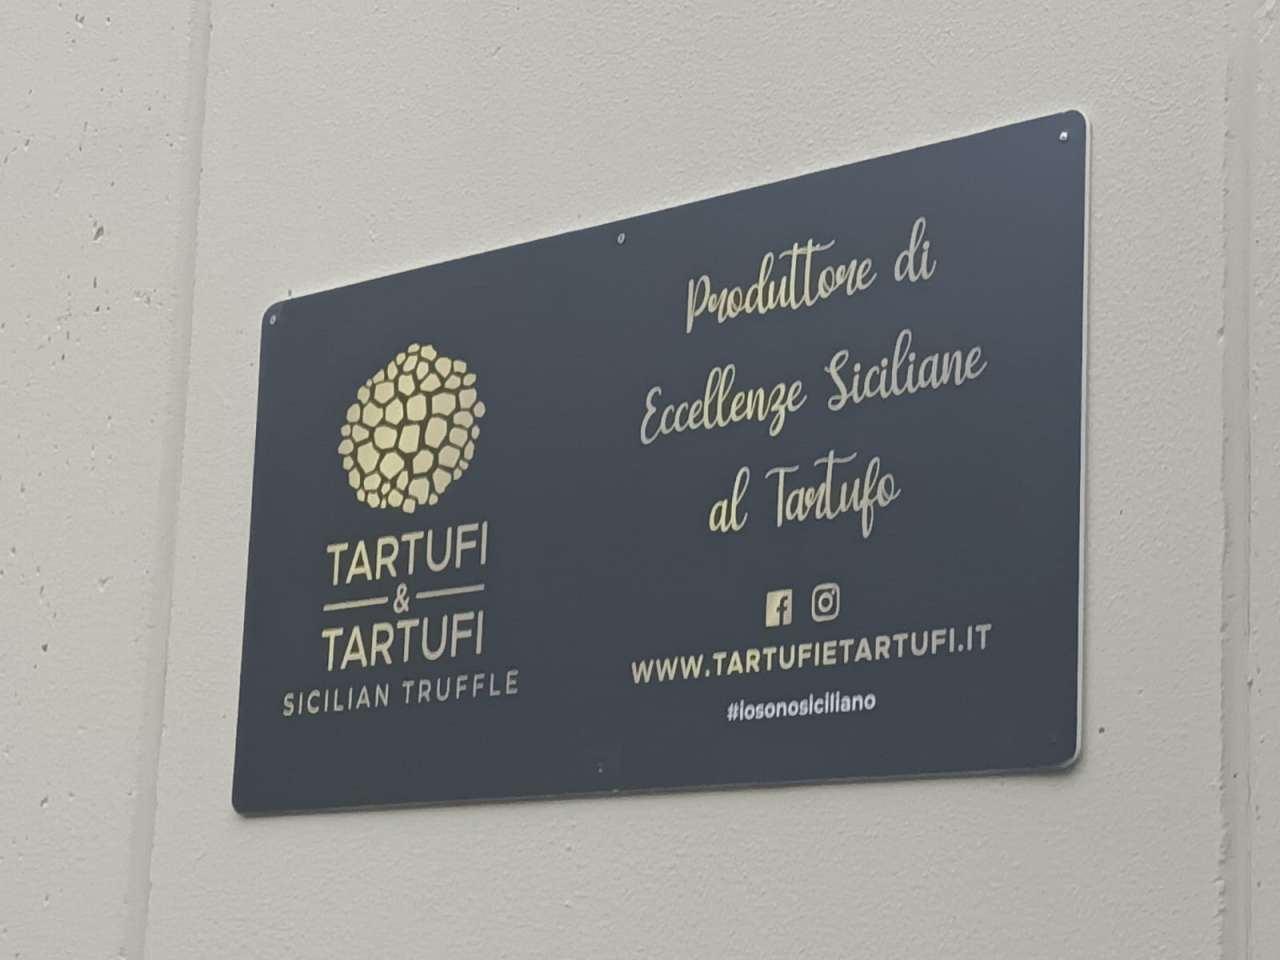 TARTUFI
&
TARTUFI
SICILIAN TRUFFLE
Produttore di
Eccellenze Siciliane
al Tartufo
WWW.TARTUFIETARTUFI.IT
#iosonosiciliano